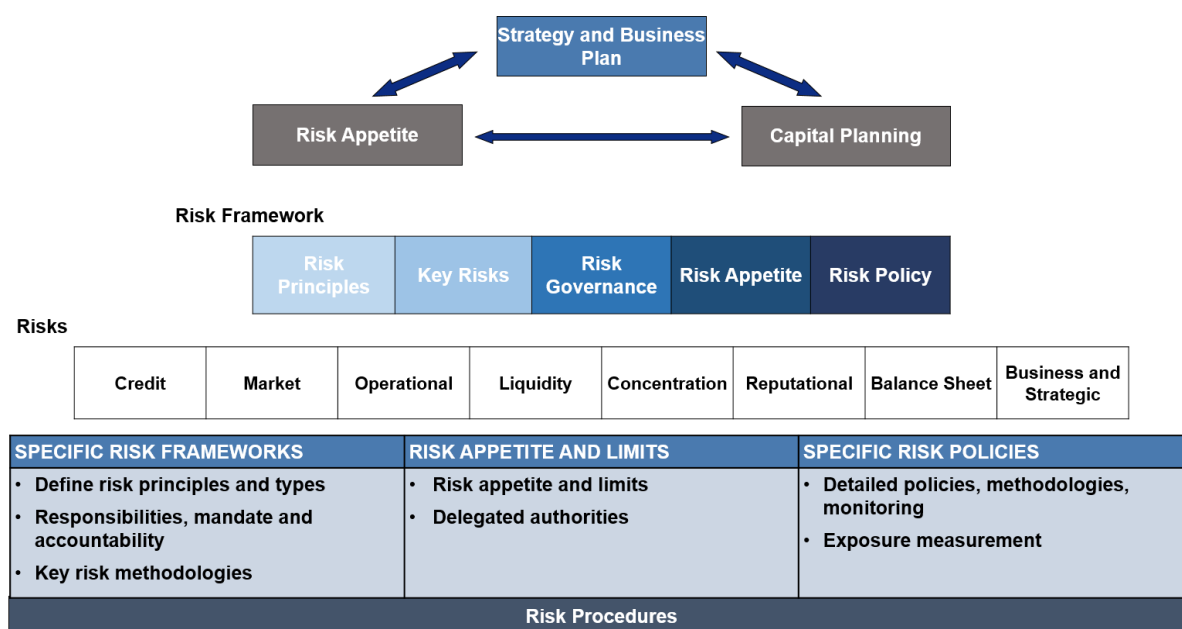 Strategy and Business
Plan
Risk Appetite
Capital Planning
Risk Framework
Risk
Principles
Key Risks
Risk
Governance
Risk Appetite
Risk Policy
Risks
Credit
Market
Operational
Liquidity
Concentration
Reputational
Balance Sheet
Business and
Strategic
SPECIFIC RISK FRAMEWORKS
• Define risk principles and types
• Responsibilities, mandate and
accountability
• Key risk methodologies
RISK APPETITE AND LIMITS
• Risk appetite and limits
• Delegated authorities
SPECIFIC RISK POLICIES
• Detailed policies, methodologies,
monitoring
• Exposure measurement
Risk Procedures